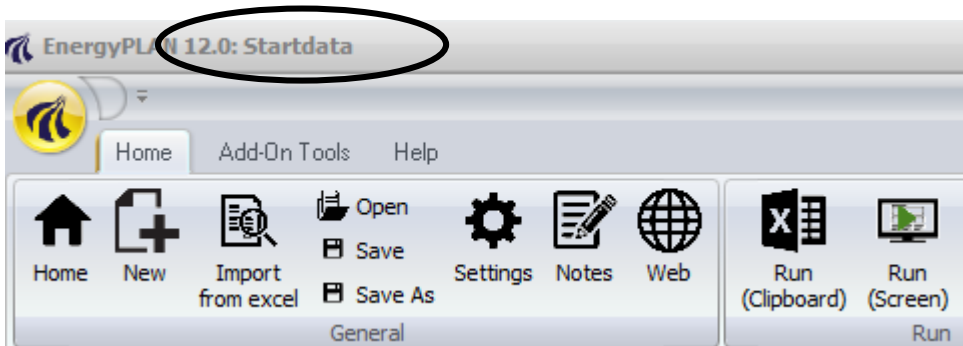 EnergyPLAN 12.0: Startdata
Home Add-On Tools Help
Home
New
Import
from excel
Open
Save
Save As
Settings
Notes
Web
General
Run
(Clipboard)
Run
(Screen)
Run